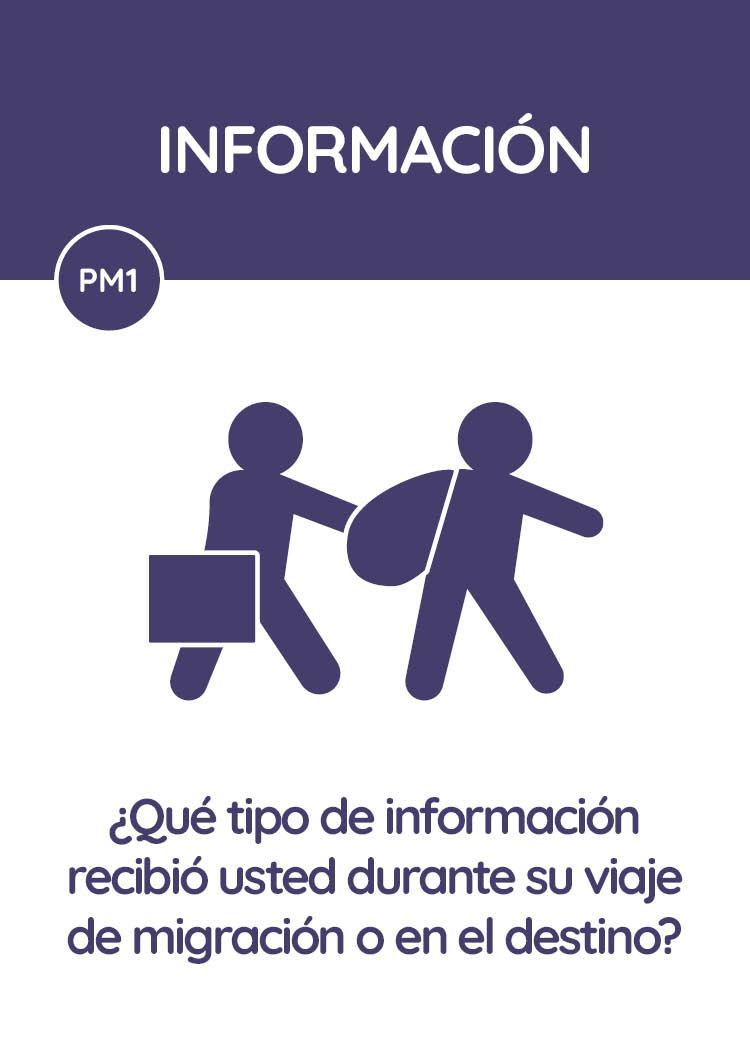 INFORMACIÓN
PM1
¿Qué tipo de información
recibió usted durante su viaje
de migración o en el destino?